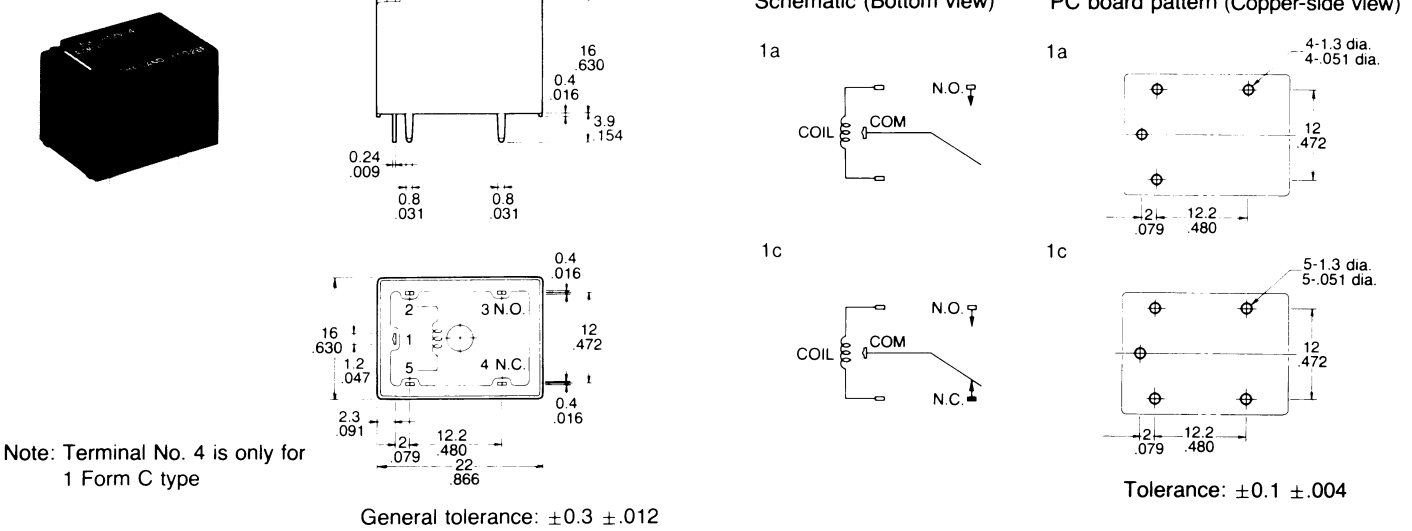 Schematic (Bottom view)
PC board pattern (Copper-side view)
16
.630
0.4
.016
3.9
.154
0.24
.009
0.8
.031
0.8
.031
1a
COIL
COM
N.O.
1a
4-1.3 dia.
4-.051 dia.
12
.472
2
.079
12.2
.480
0.4
.016
2
3 N.O.
1
5
4 N.C.
16
.630
1.2
.047
12
.472
0.4
.016
2.3
.091
2
.079
12.2
.480
22
.866
1c
COIL
COM
N.O.
N.C.
1c
5-1.3 dia.
5-.051 dia.
12
.472
2
.079
12.2
.480
Note: Terminal No. 4 is only for
1 Form C type
General tolerance: ±0.3 ±.012
Tolerance: ±0.1 ±.004